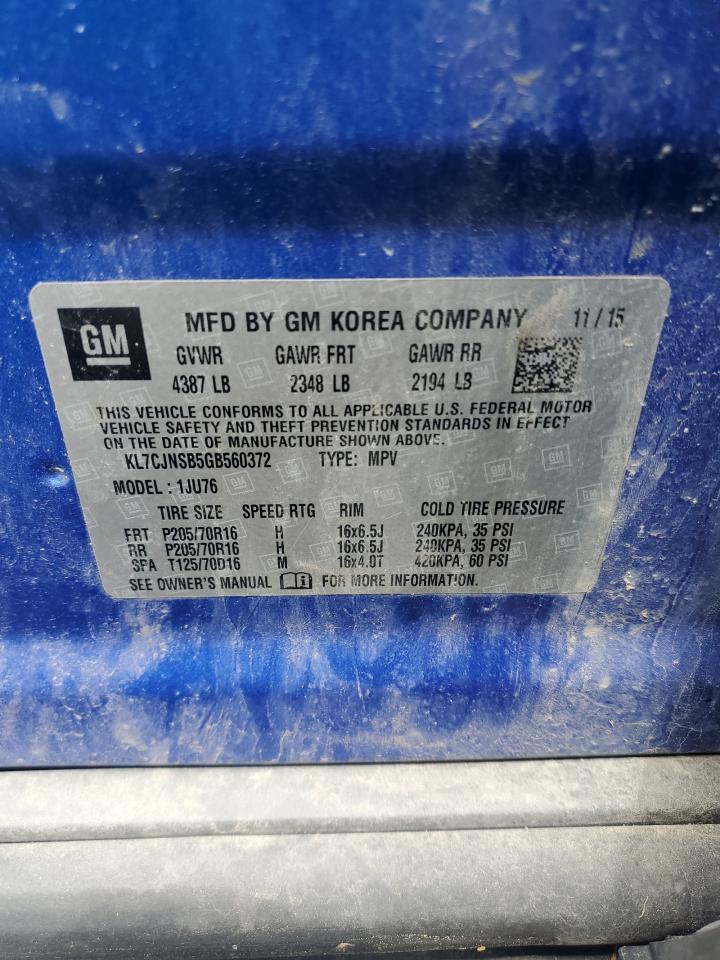 GM MFD BY GM KOREA COMPANY 11/15
GVWR GAWR FRT GAWR RR
4387 LB 2348 LB 2194 LB
THIS VEHICLE CONFORMS TO ALL APPLICABLE U.S. FEDERAL MOTOR
VEHICLE SAFETY AND THEFT PREVENTION STANDARDS IN EFFECT
ON THE DATE OF MANUFACTURE SHOWN ABOVE.
KL7CJNSB5GB560372 TYPE: MPV
MODEL: 1JU76
TIRE SIZE SPEED RTG RIM COLD TIRE PRESSURE
FRT P205/70R16 H 16x6.5J 240KPA, 35 PSI
RR P205/70R16 H 16x6.5J 240KPA, 35 PSI
SPA T125/70D16 M 16x4.0T 420KPA, 60 PSI
SEE OWNER'S MANUAL FOR MORE INFORMATION.